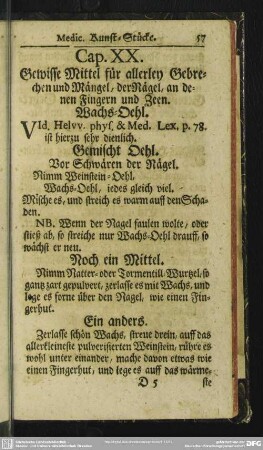 Medic. Kunst-Stücke. 57
Cap. XX.
Gewisse Mittel für allerley Gebre-
chen und Mängel, der Nägel, an de-
nen Fingern und Zeen.
Wachs-Oehl.
VId, Helvv. phys, & Med. Lex. p. 78.
ist hierzu sehr dienlich.
Gemischt Oehl.
Vor Schwären der Nägel.
Nimm Weinstein-Oehl.
Wachs-Oehl, iedes gleich viel.
Mische es, und streich es warm auff den Scha-
den.
NB. Wenn der Nagel faulen wolte, oder
stieß ab, so streiche nur Wachs-Oehl drauff, so
wächst er neu.
Noch ein Mittel.
Nimm Natter- oder Tormentill-Wurtzel, so
gantz zart gepulvert, zerlasse es mit Wachs, und
lege es forne über den Nagel, wie einen Fin-
gerhut.
Ein anders.
Zerlasse schön Wachs, streue drein, auff das
allerkleineste pulverisierten Weinstein, rühre es
wohl unter einander, mache davon etwas wie
einen Fingerhut, und lege es auff das wärme,
D 5 ste